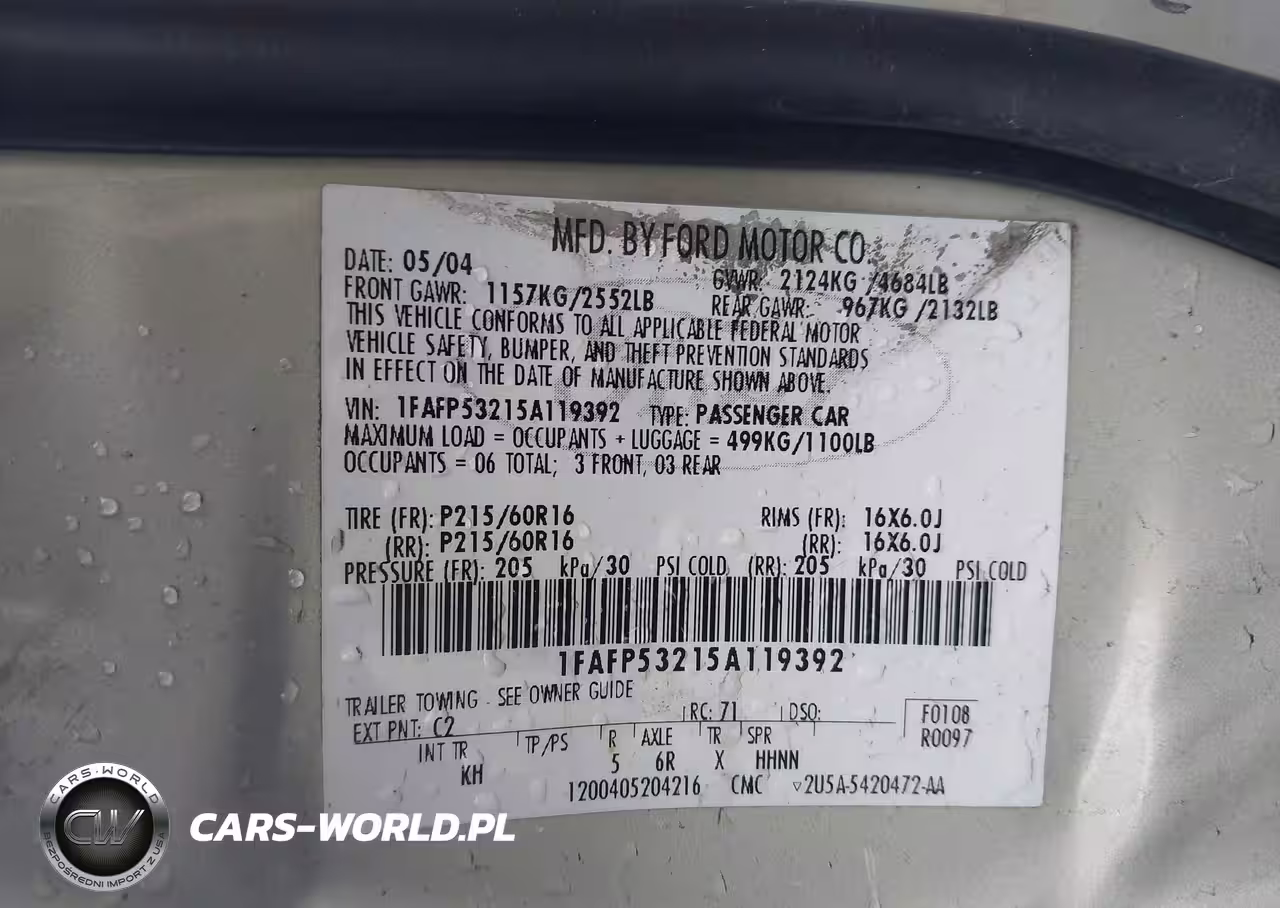 MFD. BY FORD MOTOR CO.
DATE: 05/04 GVWR: 2124KG /4684LB
FRONT GAWR: 1157KG/2552LB REAR GAWR: 967KG /2132LB
THIS VEHICLE CONFORMS TO ALL APPLICABLE FEDERAL MOTOR
VEHICLE SAFETY, BUMPER, AND THEFT PREVENTION STANDARDS
IN EFFECT ON THE DATE OF MANUFACTURE SHOWN ABOVE.
VIN: 1FAFP53215A119392 TYPE: PASSENGER CAR
MAXIMUM LOAD = OCCUPANTS + LUGGAGE = 499KG/1100LB
OCCUPANTS = 06 TOTAL; 3 FRONT, 03 REAR
TIRE (FR): P215/60R16 RIMS (FR): 16X6.0J
(RR): P215/60R16 (RR): 16X6.0J
PRESSURE (FR): 205 kPa/30 PSI COLD (RR): 205 kPa/30 PSI COLD
1FAFP53215A119392
TRAILER TOWING - SEE OWNER GUIDE
EXT PNT: C2 RC: 71 DSO: F0108
R0097
INT TR TP/PS R AXLE TR SPR
KH 5 6R X HHNN
1200405204216 CMC ▽2U5A-5420472-AA
CARS-WORLD
CW
BEZPOŚREDNI IMPORT Z USA
CARS-WORLD.PL